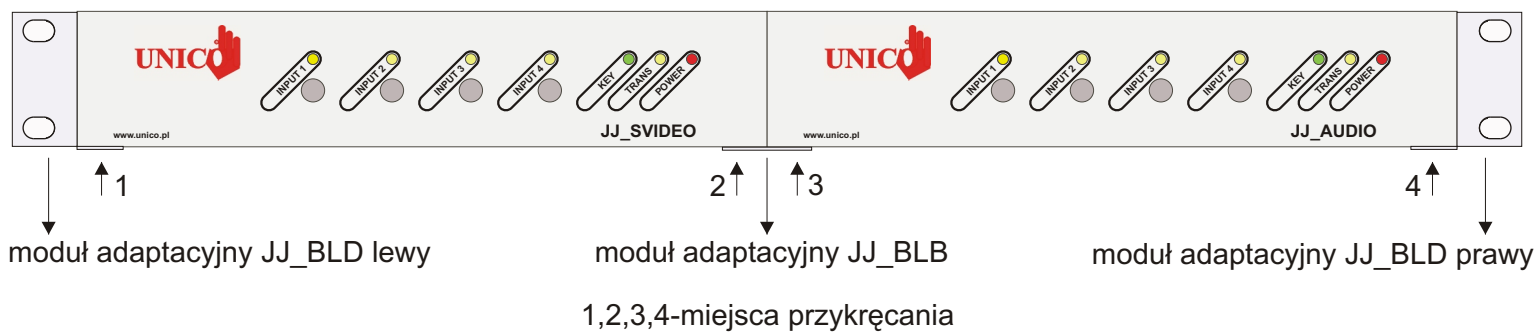 UNICO
INPUT 1
INPUT 2
INPUT 3
INPUT 4
KEY
TRANS
POWER
www.unico.pl
JJ_SVIDEO
UNICO
INPUT 1
INPUT 2
INPUT 3
INPUT 4
KEY
TRANS
POWER
www.unico.pl
JJ_AUDIO
1
2
3
4
moduł adaptacyjny JJ_BLD lewy
moduł adaptacyjny JJ_BLB
moduł adaptacyjny JJ_BLD prawy
1,2,3,4-miejsca przykręcania